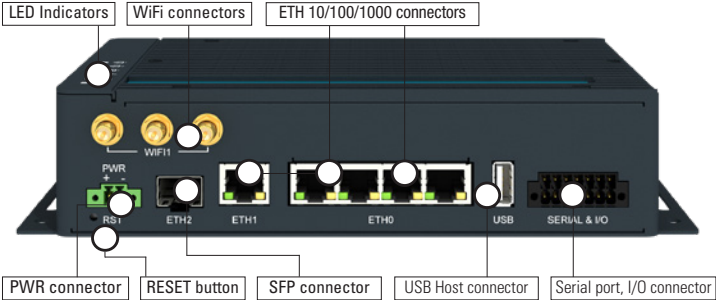 LED Indicators
WiFi connectors
ETH 10/100/1000 connectors
WIFI1
PWR
+ -
RST
ETH2
ETH1
ETH0
USB
SERIAL & I/O
PWR connector
RESET button
SFP connector
USB Host connector
Serial port, I/O connector